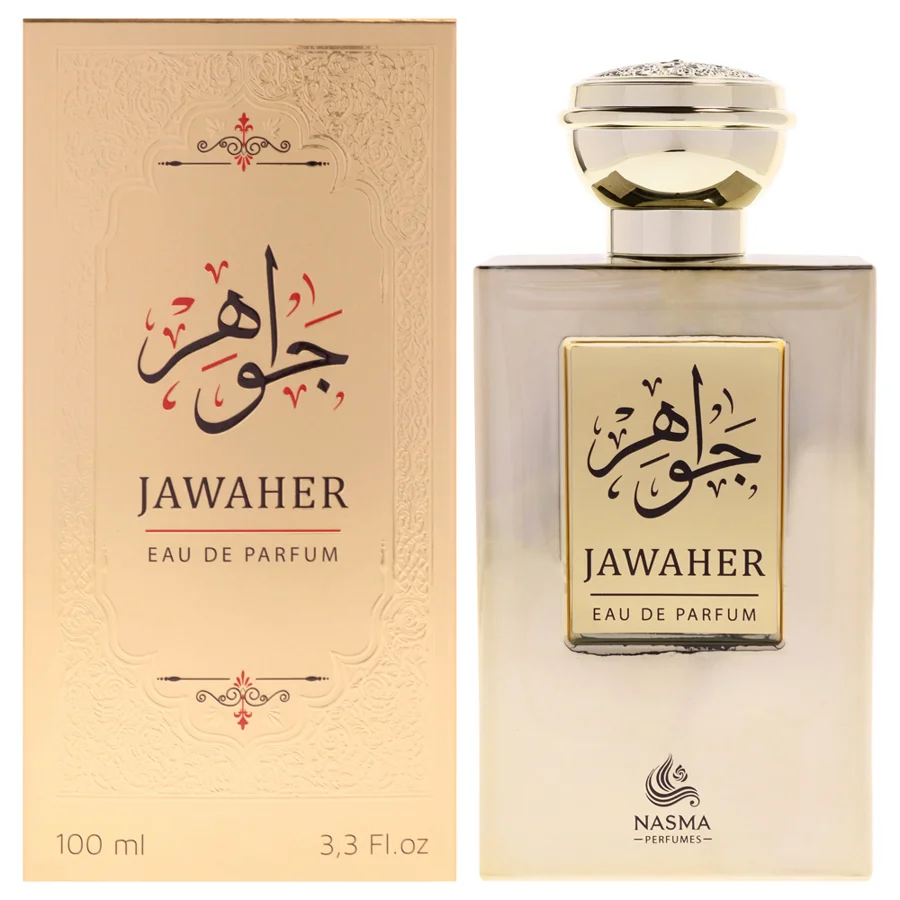 جواهر
JAWAHER
EAU DE PARFUM
100 ml
3,3 Fl.oz
جواهر
JAWAHER
EAU DE PARFUM
NASMA
PERFUMES